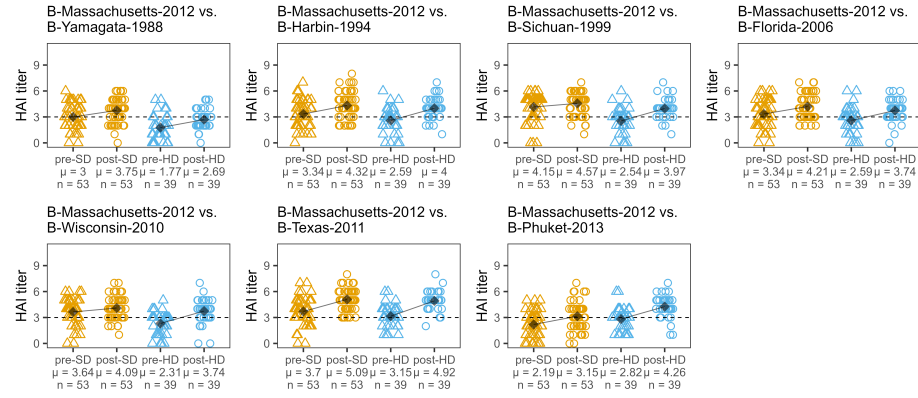 B-Massachusetts-2012 vs.
B-Yamagata-1988
HAI titer
9
6
3
0
pre-SD post-SD pre-HD post-HD
μ = 3 μ = 3.75 μ = 1.77 μ = 2.69
n = 53 n = 53 n = 39 n = 39
B-Massachusetts-2012 vs.
B-Harbin-1994
HAI titer
9
6
3
0
pre-SD post-SD pre-HD post-HD
μ = 3.34 μ = 4.32 μ = 2.59 μ = 4
n = 53 n = 53 n = 39 n = 39
B-Massachusetts-2012 vs.
B-Sichuan-1999
HAI titer
9
6
3
0
pre-SD post-SD pre-HD post-HD
μ = 4.15 μ = 4.57 μ = 2.54 μ = 3.97
n = 53 n = 53 n = 39 n = 39
B-Massachusetts-2012 vs.
B-Florida-2006
HAI titer
9
6
3
0
pre-SD post-SD pre-HD post-HD
μ = 3.34 μ = 4.21 μ = 2.59 μ = 3.74
n = 53 n = 53 n = 39 n = 39
B-Massachusetts-2012 vs.
B-Wisconsin-2010
HAI titer
9
6
3
0
pre-SD post-SD pre-HD post-HD
μ = 3.64 μ = 4.09 μ = 2.31 μ = 3.74
n = 53 n = 53 n = 39 n = 39
B-Massachusetts-2012 vs.
B-Texas-2011
HAI titer
9
6
3
0
pre-SD post-SD pre-HD post-HD
μ = 3.7 μ = 5.09 μ = 3.15 μ = 4.92
n = 53 n = 53 n = 39 n = 39
B-Massachusetts-2012 vs.
B-Phuket-2013
HAI titer
9
6
3
0
pre-SD post-SD pre-HD post-HD
μ = 2.19 μ = 3.15 μ = 2.82 μ = 4.26
n = 53 n = 53 n = 39 n = 39